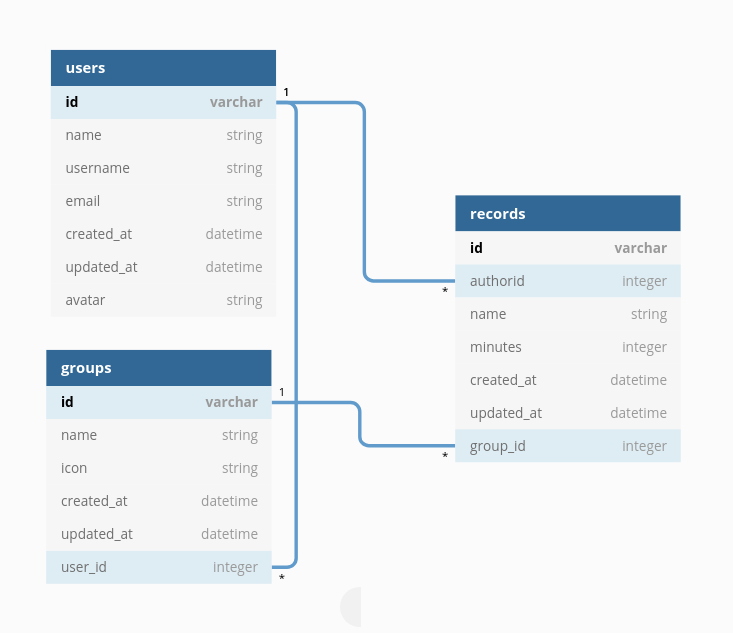 users
1
id varchar
name string
username string
email string
created_at datetime
updated_at datetime
avatar string
records
id varchar
authorid integer
*
name string
minutes integer
created_at datetime
updated_at datetime
group_id integer
*
groups
1
id varchar
name string
icon string
created_at datetime
updated_at datetime
user_id integer
*